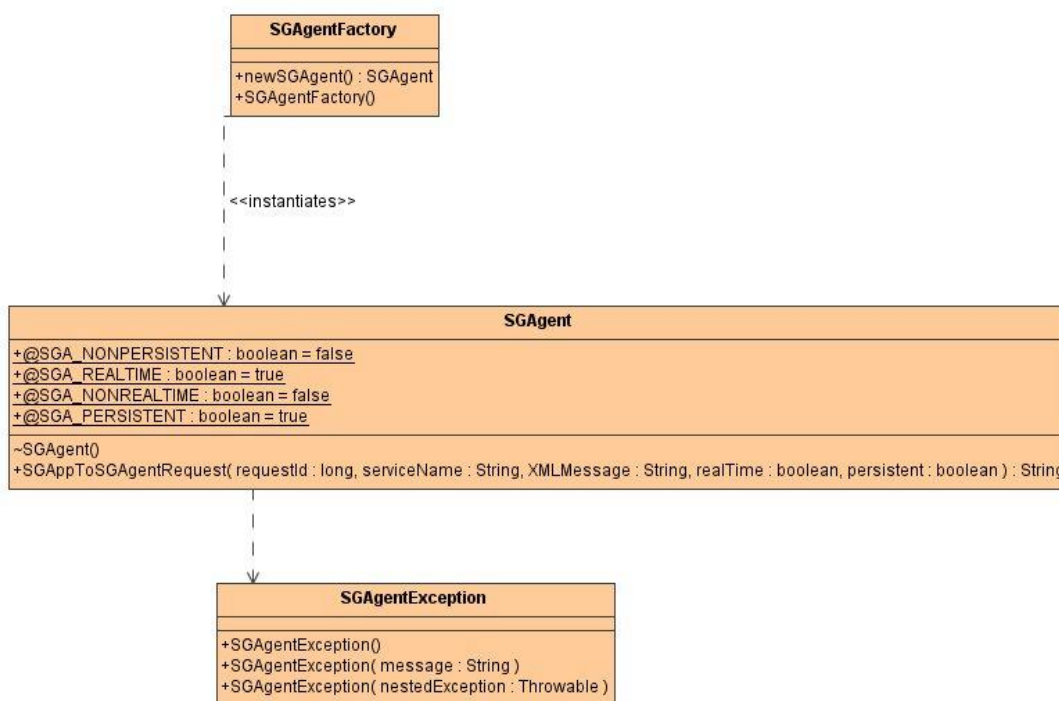 SGAgentFactory
+newSGAgent() : SGAgent
+SGAgentFactory()
<<instantiates>>
SGAgent
+@SGA_NONPERSISTENT : boolean = false
+@SGA_REALTIME : boolean = true
+@SGA_NONREALTIME : boolean = false
+@SGA_PERSISTENT : boolean = true
~SGAgent()
+SGAppToSGAgentRequest( requestId : long, serviceName : String, XMLMessage : String, realTime : boolean, persistent : boolean ) : String
SGAgentException
+SGAgentException()
+SGAgentException( message : String )
+SGAgentException( nestedException : Throwable )